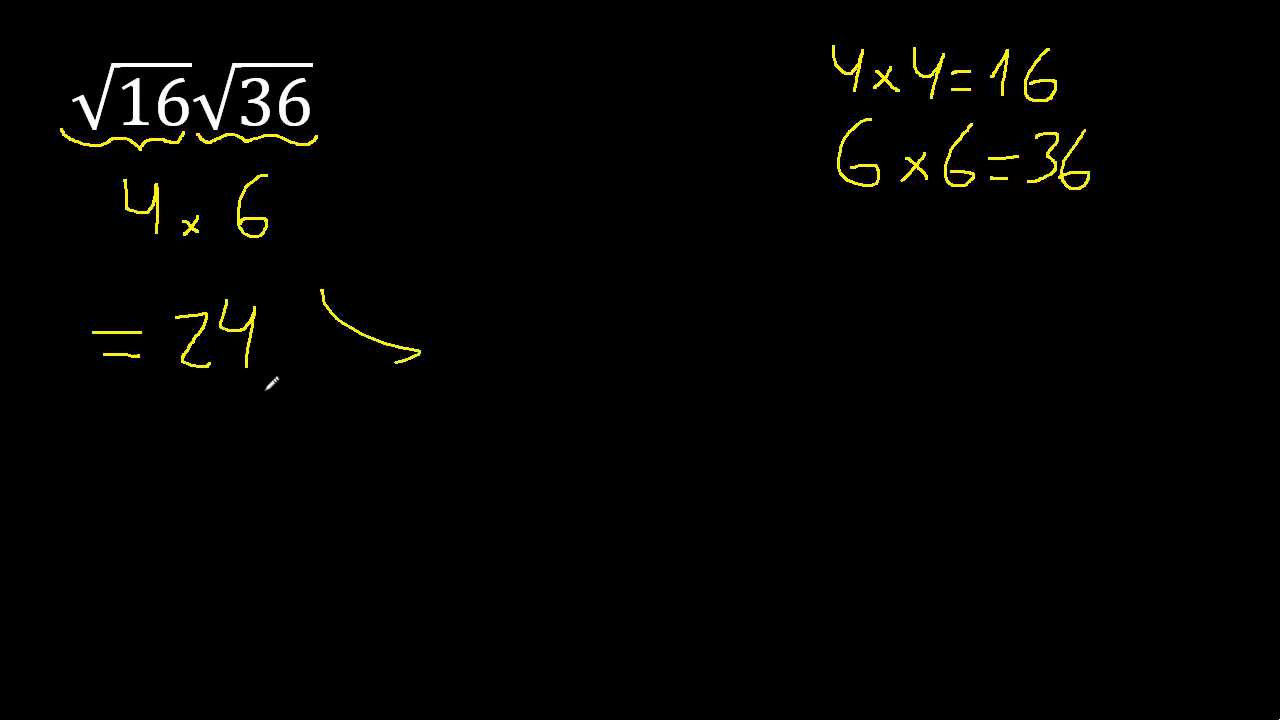 √16√36
4 × 6
= 24
4 × 4 = 16
6 × 6 = 36